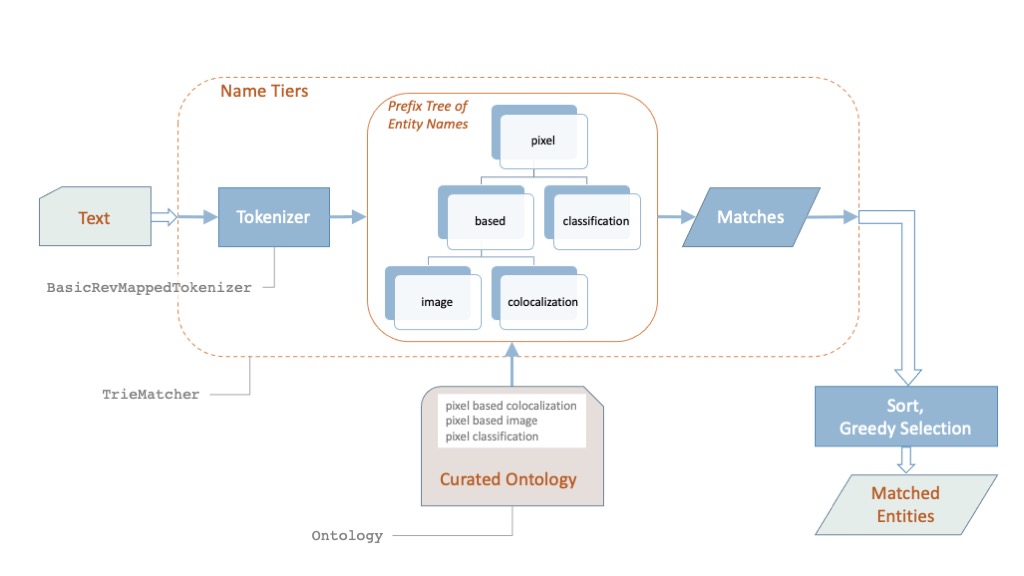 Name Tiers
Prefix Tree of
Entity Names
pixel
based
classification
image
colocalization
Text
Tokenizer
Matches
BasicRevMappedTokenizer
TrieMatcher
pixel based colocalization
pixel based image
pixel classification
Curated Ontology
Ontology
Sort,
Greedy Selection
Matched
Entities